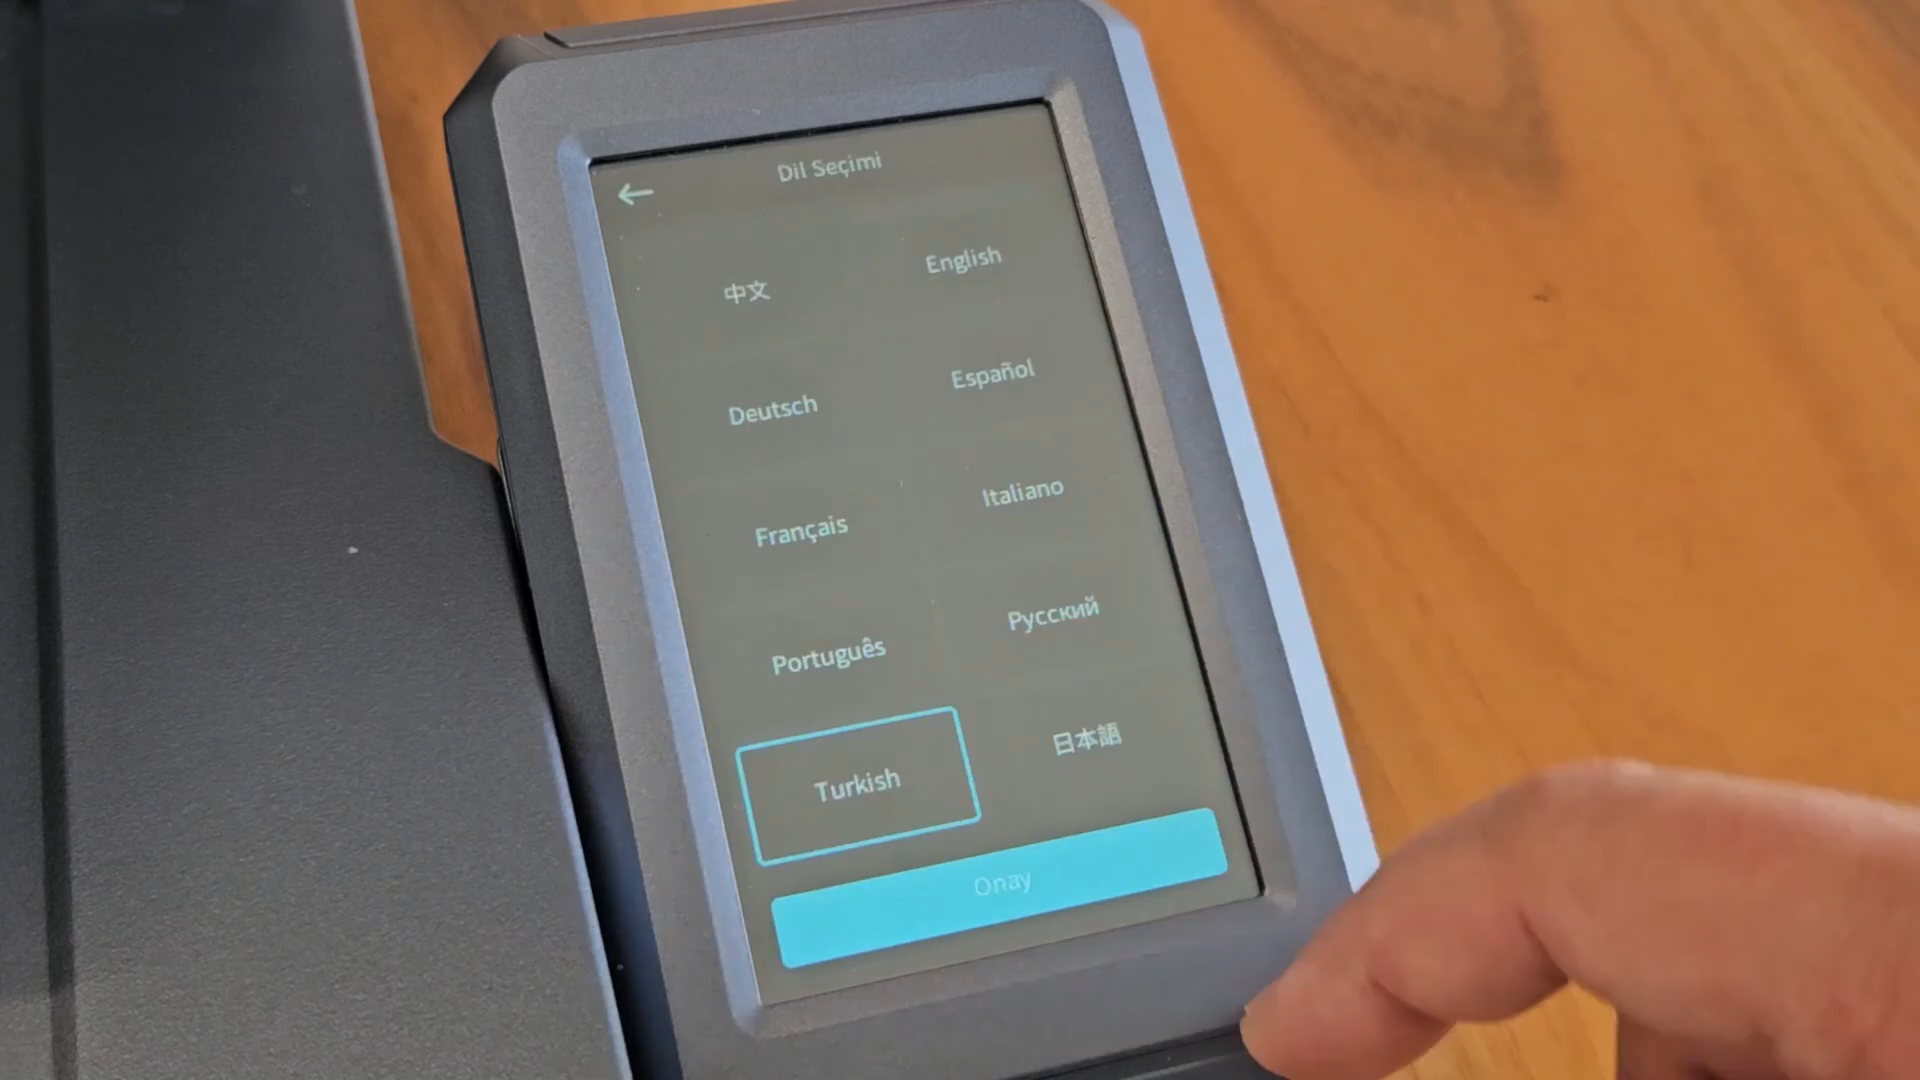 Dil Seçimi
中文
English
Deutsch
Español
Français
Italiano
Português
Русский
Turkish
日本語
Onay